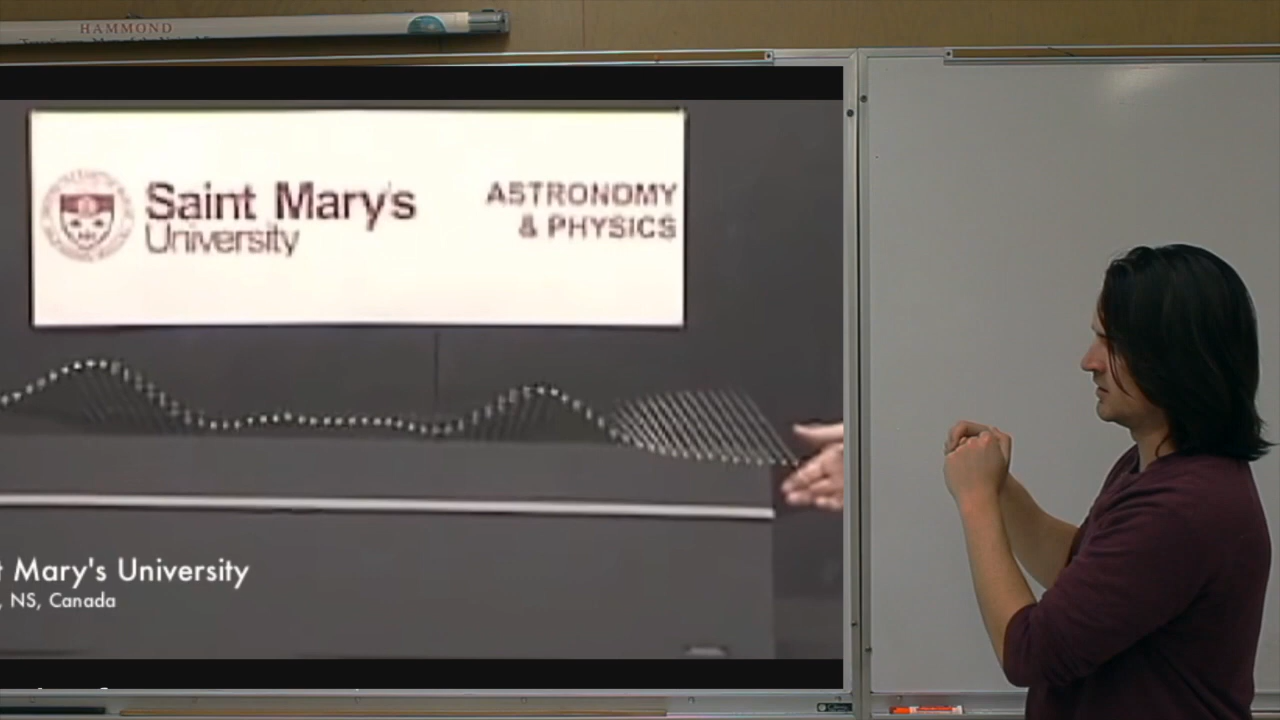 HAMMOND
Saint Mary's
University
ASTRONOMY
& PHYSICS
t Mary's University
, NS, Canada